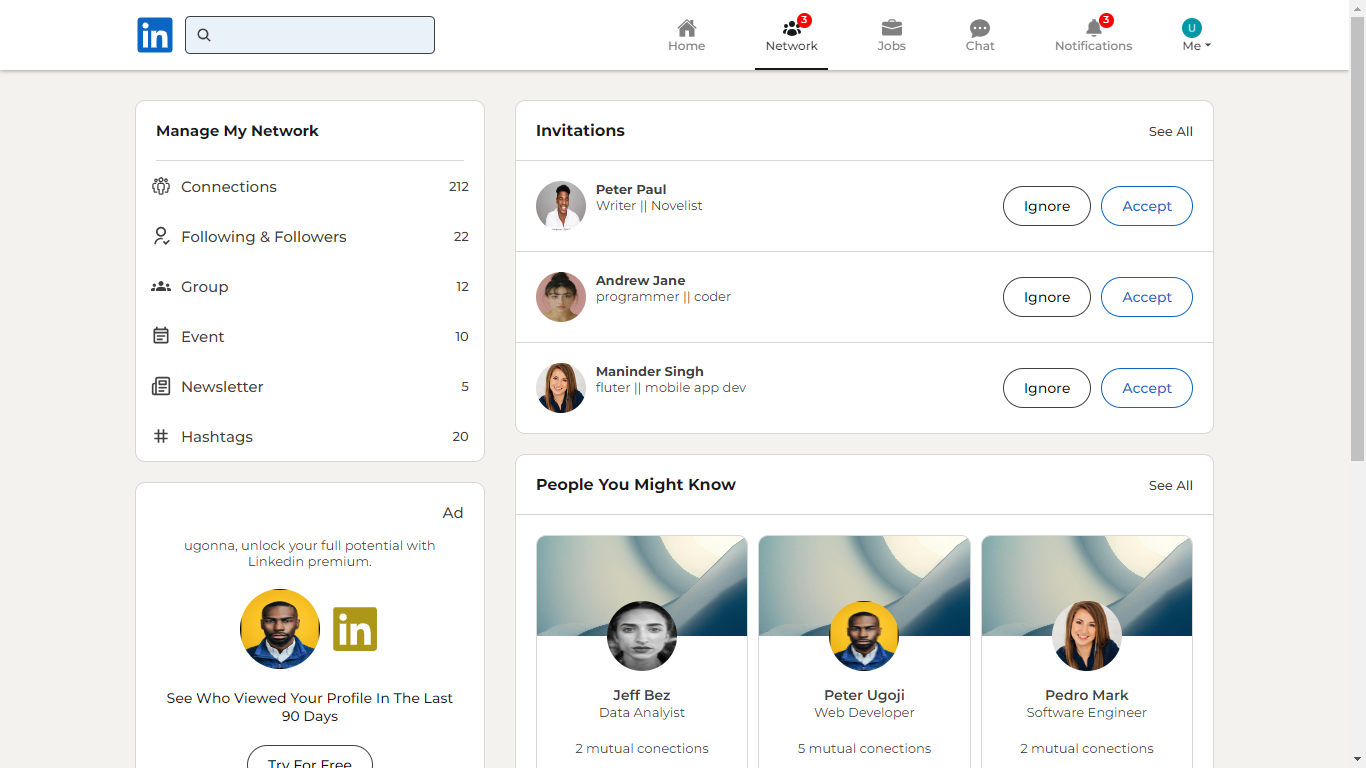 in
Home
3
Network
Jobs
Chat
3
Notifications
U
Me
Manage My Network
Connections 212
Following & Followers 22
Group 12
Event 10
Newsletter 5
Hashtags 20
Ad
ugonna, unlock your full potential with
Linkedin premium.
in
See Who Viewed Your Profile In The Last
90 Days
Try For Free
Invitations See All
Peter Paul
Writer || Novelist
Ignore Accept
Andrew Jane
programmer || coder
Ignore Accept
Maninder Singh
fluter || mobile app dev
Ignore Accept
People You Might Know See All
Jeff Bez
Data Analyist
2 mutual conections
Peter Ugoji
Web Developer
5 mutual conections
Pedro Mark
Software Engineer
2 mutual conections